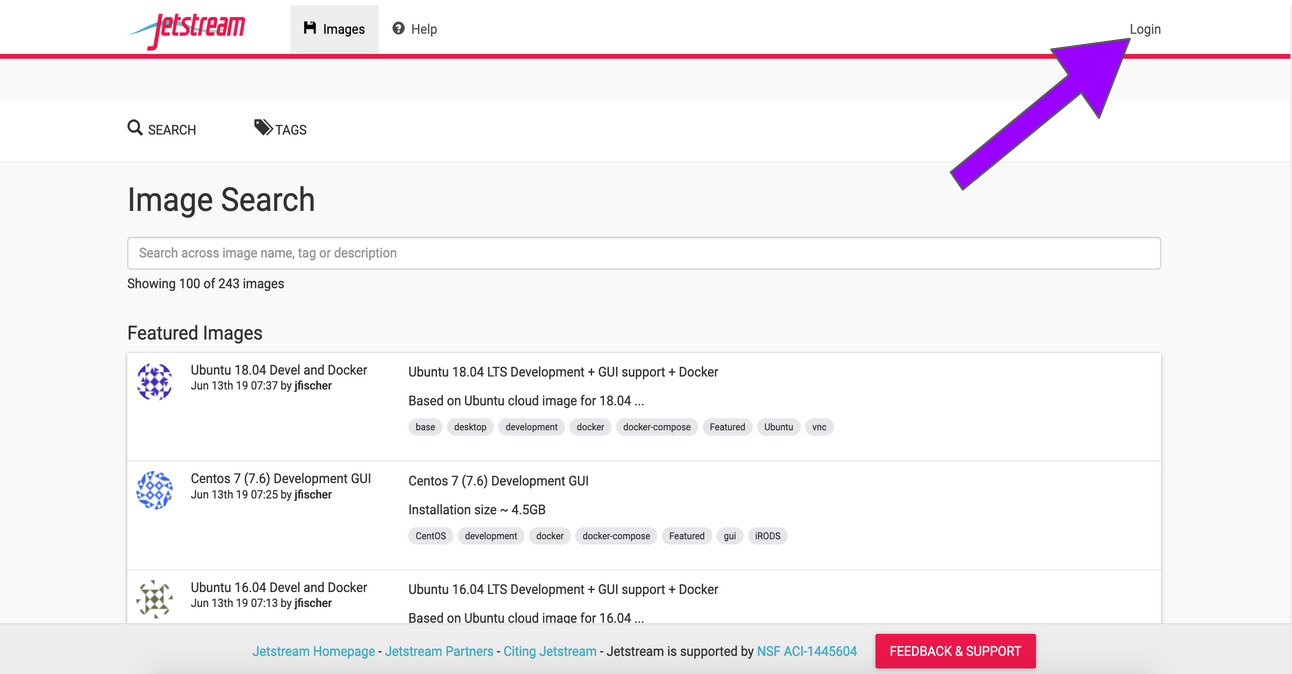 Jetstream Images Help Login
SEARCH TAGS
Image Search
Search across image name, tag or description
Showing 100 of 243 images
Featured Images
Ubuntu 18.04 Devel and Docker
Jun 13th 19 07:37 by jfischer
Ubuntu 18.04 LTS Development + GUI support + Docker
Based on Ubuntu cloud image for 18.04 ...
base desktop development docker docker-compose Featured Ubuntu vnc
Centos 7 (7.6) Development GUI
Jun 13th 19 07:25 by jfischer
Centos 7 (7.6) Development GUI
Installation size ~ 4.5GB
CentOS development docker docker-compose Featured gui iRODS
Ubuntu 16.04 Devel and Docker
Jun 13th 19 07:13 by jfischer
Ubuntu 16.04 LTS Development + GUI support + Docker
Based on Ubuntu cloud image for 16.04 ...
Jetstream Homepage - Jetstream Partners - Citing Jetstream - Jetstream is supported by NSF ACI-1445604 FEEDBACK & SUPPORT